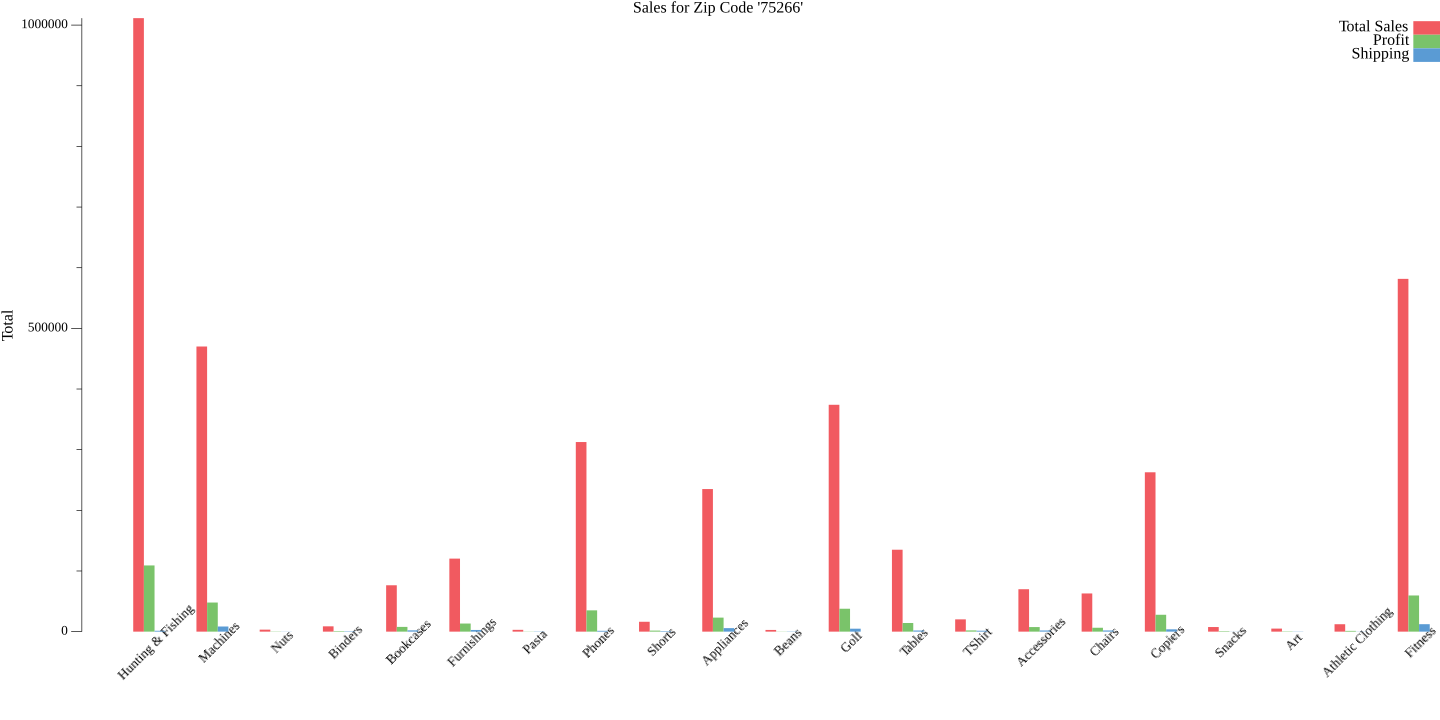 Sales for Zip Code '75266'
Total Sales
Profit
Shipping
Total
1000000
500000
0
Hunting & Fishing
Machines
Nuts
Binders
Bookcases
Furnishings
Pasta
Phones
Shorts
Appliances
Beans
Golf
Tables
TShirt
Accessories
Chairs
Copiers
Snacks
Art
Athletic Clothing
Fitness